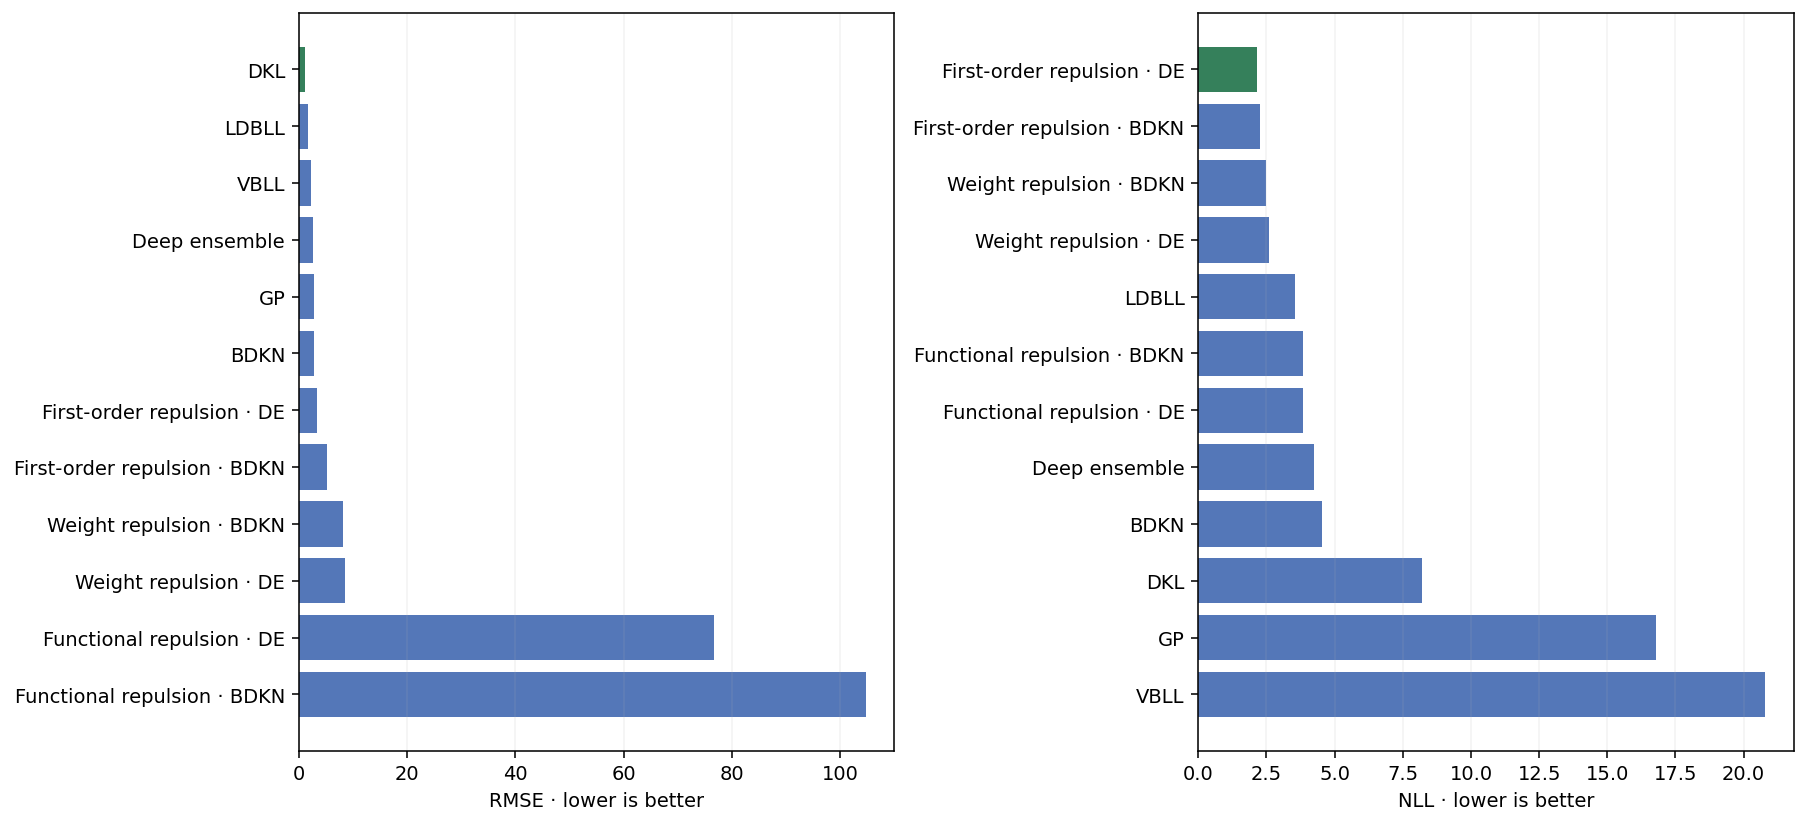 DKL
LDBLL
VBLL
Deep ensemble
GP
BDKN
First-order repulsion · DE
First-order repulsion · BDKN
Weight repulsion · BDKN
Weight repulsion · DE
Functional repulsion · DE
Functional repulsion · BDKN
0 20 40 60 80 100
RMSE · lower is better
First-order repulsion · DE
First-order repulsion · BDKN
Weight repulsion · BDKN
Weight repulsion · DE
LDBLL
Functional repulsion · BDKN
Functional repulsion · DE
Deep ensemble
BDKN
DKL
GP
VBLL
0.0 2.5 5.0 7.5 10.0 12.5 15.0 17.5 20.0
NLL · lower is better